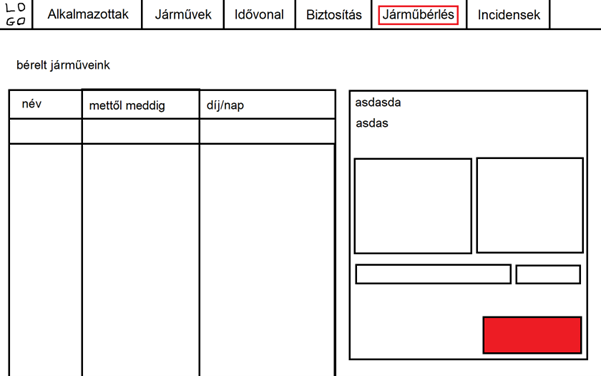 LO
GO
Alkalmazottak
Járművek
Idővonal
Biztosítás
Járműbérlés
Incidensek
bérelt járműveink
név
mettől meddig
díj/nap
asdasda
asdas